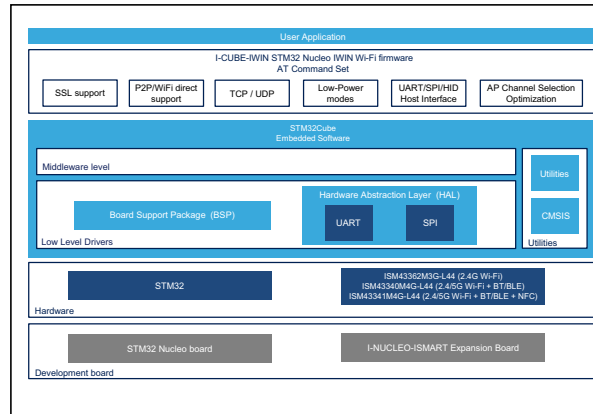 User Application
I-CUBE-IWIN STM32 Nucleo IWIN Wi-Fi firmware
AT Command Set
SSL support
P2P/WiFi direct
support
TCP / UDP
Low-Power
modes
UART/SPI/HID
Host Interface
AP Channel Selection
Optimization
STM32Cube
Embedded Software
Middleware level
Utilities
Hardware Abstraction Layer (HAL)
Board Support Package (BSP)
UART
SPI
CMSIS
Low Level Drivers
Utilities
STM32
ISM43362M3G-L44 (2.4G Wi-Fi)
ISM43340M4G-L44 (2.4/5G Wi-Fi + BT/BLE)
ISM43341M4G-L44 (2.4/5G Wi-Fi + BT/BLE + NFC)
Hardware
STM32 Nucleo board
I-NUCLEO-ISMART Expansion Board
Development board